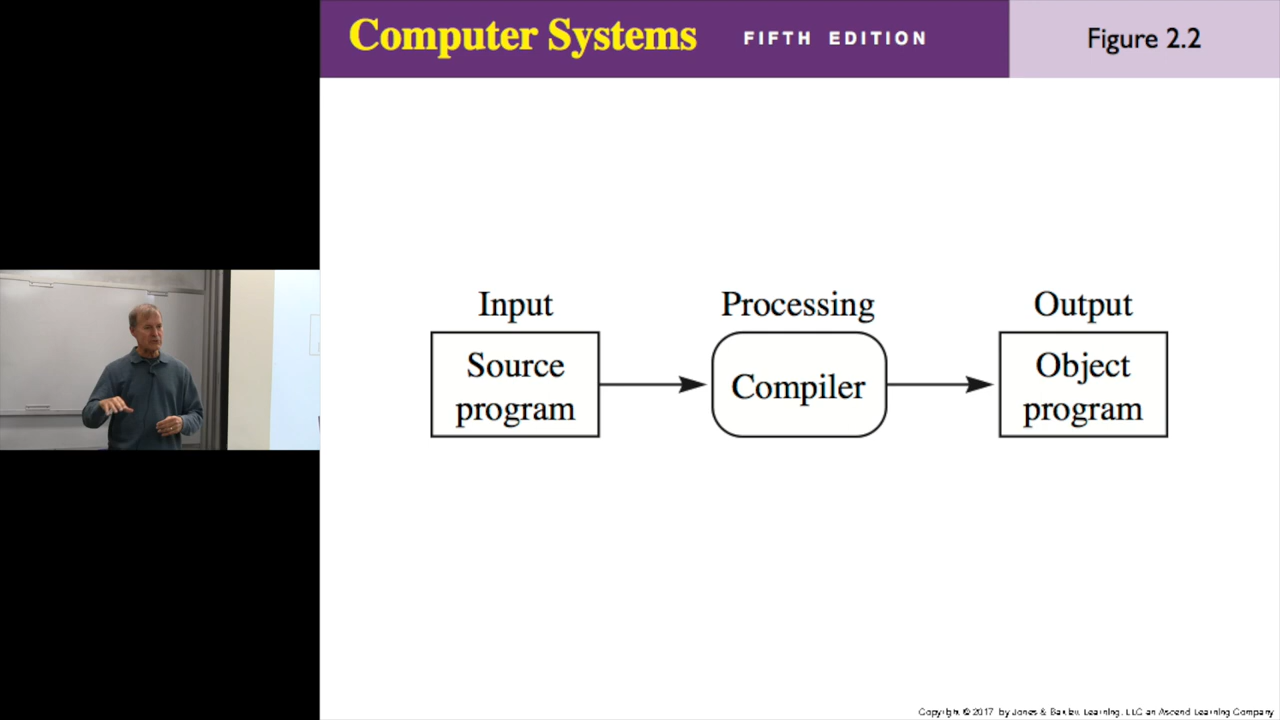 Computer Systems FIFTH EDITION Figure 2.2
Input Processing Output
Source program
Compiler
Object program
Copyright © 2017 by Jones & Bartlett Learning, LLC an Ascend Learning Company